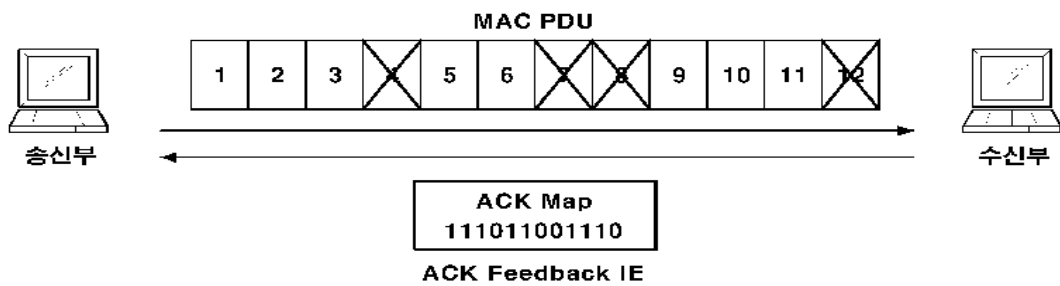 MAC PDU
1 2 3 4 5 6 7 8 9 10 11 12
송신부
수신부
ACK Map
111011001110
ACK Feedback IE